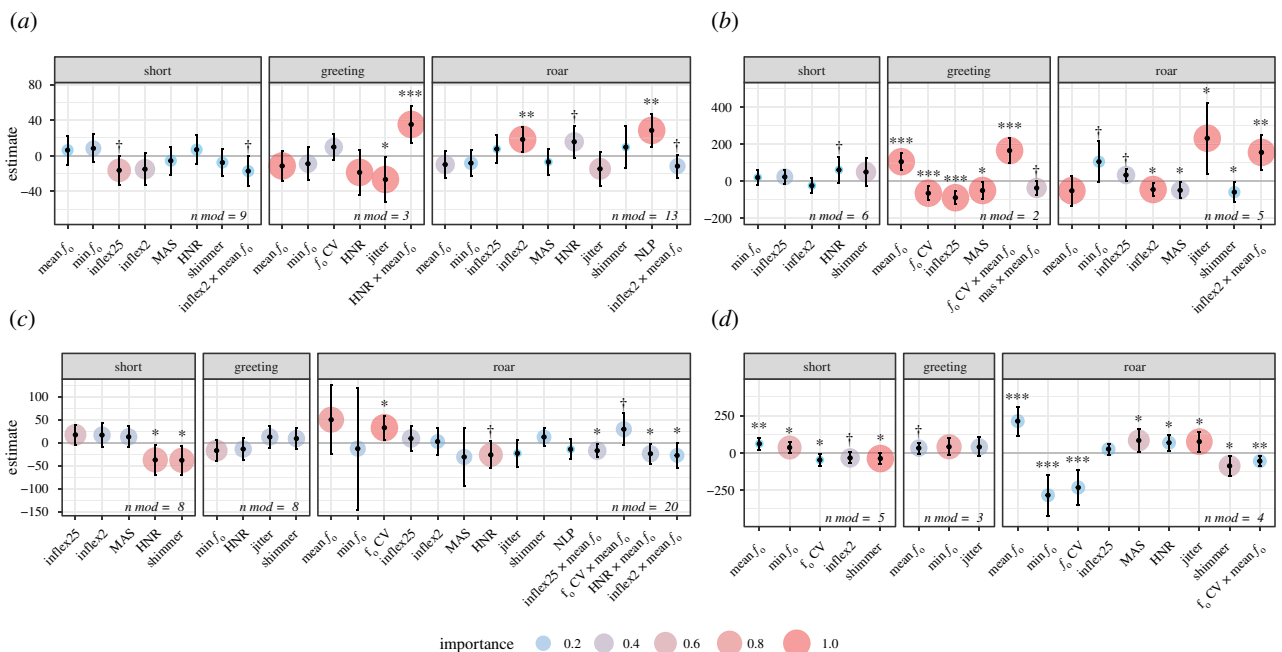 (a)
short greeting roar
80
40
0
−40
estimate
*** ** † ** † † * †
n mod = 9 n mod = 3 n mod = 13
mean fo min fo inflex25 inflex2 MAS HNR shimmer inflex2 × mean fo
mean fo min fo fo CV HNR jitter HNR × mean fo
mean fo min fo inflex25 inflex2 MAS HNR jitter shimmer NLP inflex2 × mean fo
(b)
short greeting roar
400
200
0
−200
† *** *** *** * *** † † † * * * * **
n mod = 6 n mod = 2 n mod = 5
min fo inflex25 inflex2 HNR shimmer
mean fo fo CV inflex25 MAS fo CV × mean fo mas × mean fo
mean fo min fo inflex25 inflex2 MAS jitter shimmer inflex2 × mean fo
(c)
short greeting roar
100
50
0
−50
−100
−150
estimate
* * * † * † * *
n mod = 8 n mod = 8 n mod = 20
inflex25 inflex2 MAS HNR shimmer
min fo HNR jitter shimmer
mean fo min fo fo CV inflex25 inflex2 MAS HNR jitter shimmer NLP inflex25 × mean fo fo CV × mean fo HNR × mean fo inflex2 × mean fo
(d)
short greeting roar
250
0
−250
** * * † * † *** *** *** * * * * **
n mod = 5 n mod = 3 n mod = 4
mean fo min fo fo CV inflex2 shimmer
mean fo min fo jitter
mean fo min fo fo CV inflex25 MAS HNR jitter shimmer fo CV × mean fo
importance 0.2 0.4 0.6 0.8 1.0